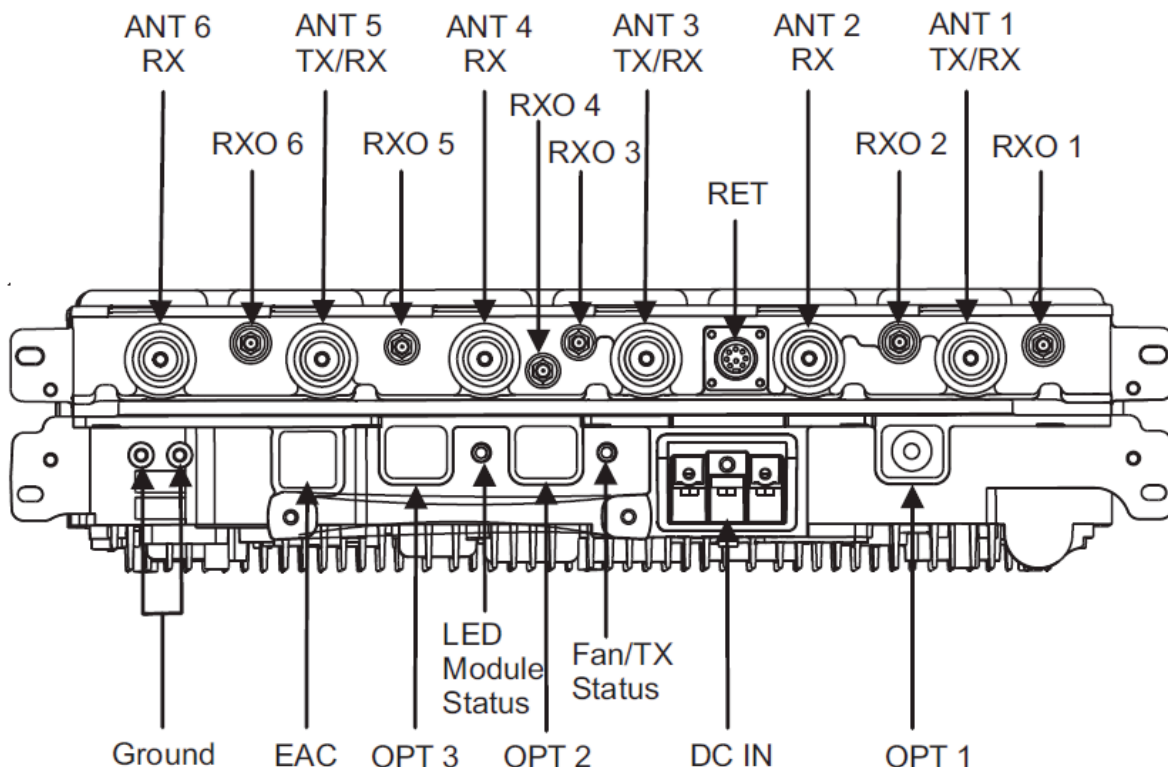 ANT 6
RX
ANT 5
TX/RX
ANT 4
RX
ANT 3
TX/RX
ANT 2
RX
ANT 1
TX/RX
RXO 6
RXO 5
RXO 4
RXO 3
RET
RXO 2
RXO 1
LED
Module
Status
Fan/TX
Status
Ground
EAC
OPT 3
OPT 2
DC IN
OPT 1